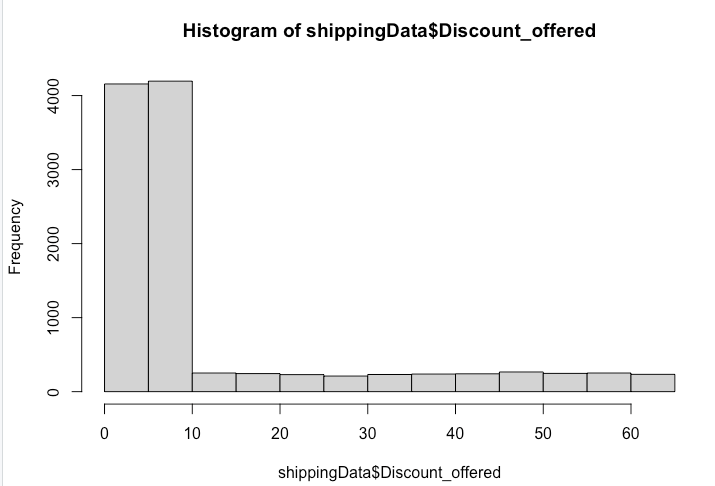 Histogram of shippingData$Discount_offered
Frequency
4000
3000
2000
1000
0
0 10 20 30 40 50 60
shippingData$Discount_offered